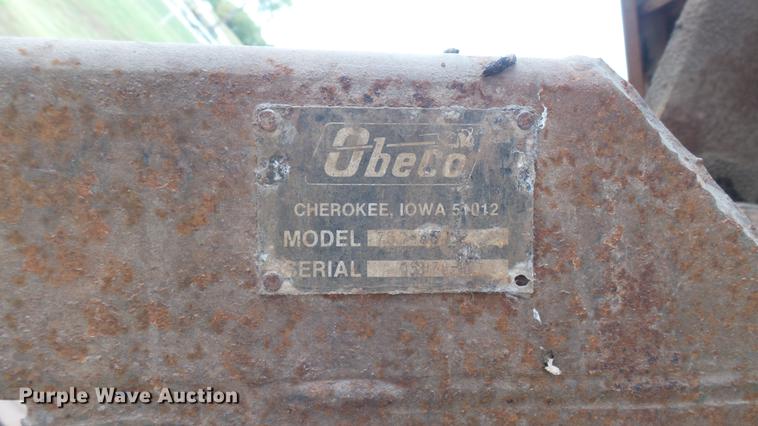 Obeco
CHEROKEE, IOWA 51012
MODEL
SERIAL
Purple Wave Auction